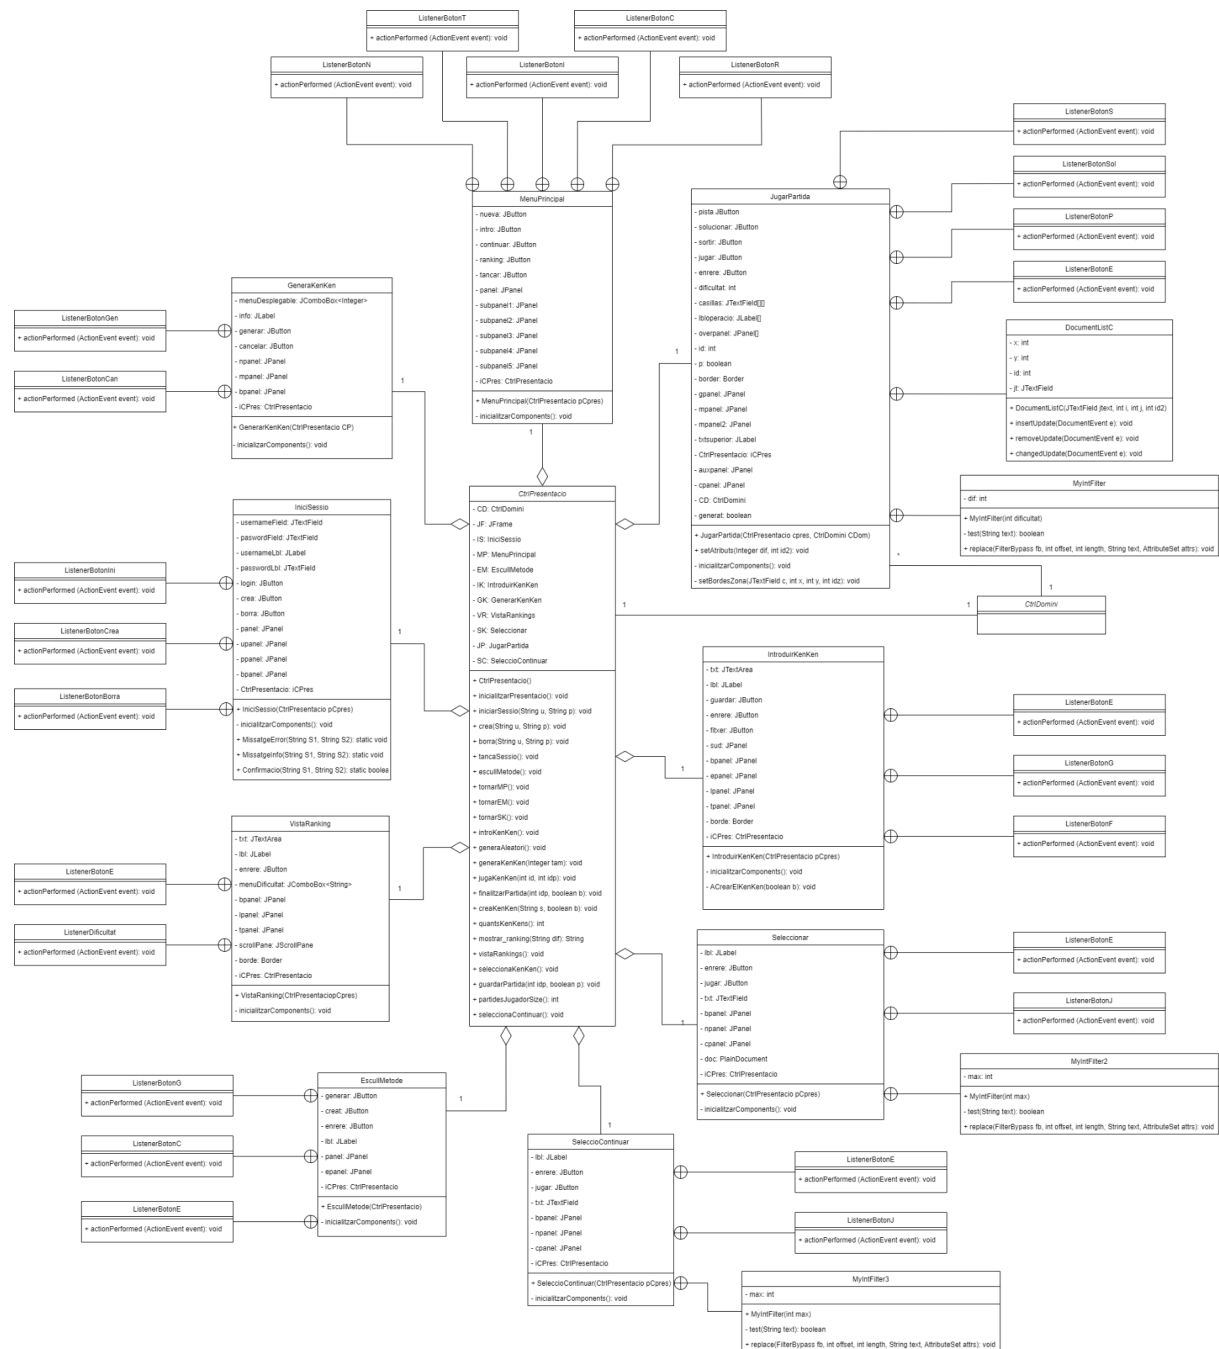 ListenerBotonT
+ actionPerformed (ActionEvent event): void
ListenerBotonC
+ actionPerformed (ActionEvent event): void
ListenerBotonN
+ actionPerformed (ActionEvent event): void
ListenerBotonI
+ actionPerformed (ActionEvent event): void
ListenerBotonR
+ actionPerformed (ActionEvent event): void
MenuPrincipal
- nueva: JButton
- intro: JButton
- continuar: JButton
- ranking: JButton
- tancar: JButton
- panel: JPanel
- subpanel1: JPanel
- subpanel2: JPanel
- subpanel3: JPanel
- subpanel4: JPanel
- subpanel5: JPanel
- iCPres: CtrlPresentacio
+ MenuPrincipal(CtrlPresentacio pCpres)
- inicialitzarComponents(): void
1
JugarPartida
- pista JButton
- solucionar: JButton
- sortir: JButton
- jugar: JButton
- enrere: JButton
- dificultat: int
- casillas: JTextField[][]
- lbloperacio: JLabel[]
- overpanel: JPanel[]
- id: int
- p: boolean
- border: Border
- gpanel: JPanel
- mpanel: JPanel
- mpanel2: JPanel
- txtsuperior: JLabel
- CtrlPresentacio: iCPres
- auxpanel: JPanel
- cpanel: JPanel
- CD: CtrlDomini
- generat: boolean
+ JugarPartida(CtrlPresentacio cpres, CtrlDomini CDom)
+ setAtributs(Integer dif, int id2): void
- inicialitzarComponents(): void
- setBordesZona(JTextField c, int x, int y, int idz): void
1
ListenerBotonS
+ actionPerformed (ActionEvent event): void
ListenerBotonSol
+ actionPerformed (ActionEvent event): void
ListenerBotonP
+ actionPerformed (ActionEvent event): void
ListenerBotonE
+ actionPerformed (ActionEvent event): void
DocumentListC
- x: int
- y: int
- id: int
- jt: JTextField
+ DocumentListC(JTextField jtext, int i, int j, int id2)
+ insertUpdate(DocumentEvent e): void
+ removeUpdate(DocumentEvent e): void
+ changedUpdate(DocumentEvent e): void
MyIntFilter
- dif: int
+ MyIntFilter(int dificultat)
- test(String text): boolean
+ replace(FilterBypass fb, int offset, int length, String text, AttributeSet attrs): void
*
1
1
1
CtrlDomini
GeneraKenKen
- menuDesplegable: JComboBox<Integer>
- info: JLabel
- generar: JButton
- cancelar: JButton
- npanel: JPanel
- mpanel: JPanel
- bpanel: JPanel
- iCPres: CtrlPresentacio
+ GenerarKenKen(CtrlPresentacio CP)
- inicializarComponents(): void
1
ListenerBotonGen
+ actionPerformed (ActionEvent event): void
ListenerBotonCan
+ actionPerformed (ActionEvent event): void
CtrlPresentacio
- CD: CtrlDomini
- JF: JFrame
- IS: IniciSessio
- MP: MenuPrincipal
- EM: EscullMetode
- IK: IntroduirKenKen
- GK: GenerarKenKen
- VR: VistaRankings
- SK: Seleccionar
- JP: JugarPartida
- SC: SeleccioContinuar
+ CtrlPresentacio()
+ inicialitzarPresentacio(): void
+ iniciarSessio(String u, String p): void
+ crea(String u, String p): void
+ borra(String u, String p): void
+ tancaSessio(): void
+ escullMetode(): void
+ tornarMP(): void
+ tornarEM(): void
+ tornarSK(): void
+ introKenKen(): void
+ generaAleatori(): void
+ generaKenKen(Integer tam): void
+ jugaKenKen(int id, int idp): void
+ finalitzarPartida(int idp, boolean b): void
+ creaKenKen(String s, boolean b): void
+ quantsKenKens(): int
+ mostrar_ranking(String dif): String
+ vistaRankings(): void
+ seleccionaKenKen(): void
+ guardarPartida(int idp, boolean p): void
+ partidesJugadorSize(): int
+ seleccionaContinuar(): void
IniciSessio
- usernameField: JTextField
- paswordField: JTextField
- usernameLbl: JLabel
- passwordLbl: JTextField
- login: JButton
- crea: JButton
- borra: JButton
- panel: JPanel
- upanel: JPanel
- ppanel: JPanel
- bpanel: JPanel
- CtrlPresentacio: iCPres
+ IniciSessio(CtrlPresentacio pCpres)
- inicialitzarComponents(): void
+ MissatgeError(String S1, String S2): static void
+ MissatgeInfo(String S1, String S2): static void
+ Confirmacio(String S1, String S2): static boolea
1
ListenerBotonIni
+ actionPerformed (ActionEvent event): void
ListenerBotonCrea
+ actionPerformed (ActionEvent event): void
ListenerBotonBorra
+ actionPerformed (ActionEvent event): void
IntroduirKenKen
- txt: JTextArea
- lbl: JLabel
- guardar: JButton
- enrere: JButton
- fitxer: JButton
- sud: JPanel
- bpanel: JPanel
- epanel: JPanel
- lpanel: JPanel
- tpanel: JPanel
- borde: Border
- iCPres: CtrlPresentacio
+ IntroduirKenKen(CtrlPresentacio pCpres)
- inicialitzarComponents(): void
- ACrearElKenKen(boolean b): void
1
ListenerBotonE
+ actionPerformed (ActionEvent event): void
ListenerBotonG
+ actionPerformed (ActionEvent event): void
ListenerBotonF
+ actionPerformed (ActionEvent event): void
VistaRanking
- txt: JTextArea
- lbl: JLabel
- enrere: JButton
- menuDificultat: JComboBox<String>
- bpanel: JPanel
- lpanel: JPanel
- tpanel: JPanel
- scrollPane: JScrollPane
- borde: Border
- iCPres: CtrlPresentacio
+ VistaRanking(CtrlPresentaciopCpres)
- inicialitzarComponents(): void
1
ListenerBotonE
+ actionPerformed (ActionEvent event): void
ListenerDificultat
+ actionPerformed (ActionEvent event): void
Seleccionar
- lbl: JLabel
- enrere: JButton
- jugar: JButton
- txt: JTextField
- bpanel: JPanel
- npanel: JPanel
- cpanel: JPanel
- doc: PlainDocument
- iCPres: CtrlPresentacio
+ Seleccionar(CtrlPresentacio pCpres)
- inicialitzarComponents(): void
1
ListenerBotonE
+ actionPerformed (ActionEvent event): void
ListenerBotonJ
+ actionPerformed (ActionEvent event): void
MyIntFilter2
- max: int
+ MyIntFilter(int max)
- test(String text): boolean
+ replace(FilterBypass fb, int offset, int length, String text, AttributeSet attrs): void
EscullMetode
- generar: JButton
- creat: JButton
- enrere: JButton
- lbl: JLabel
- panel: JPanel
- epanel: JPanel
- iCPres: CtrlPresentacio
+ EscullMetode(CtrlPresentacio)
- inicialitzarComponents(): void
1
ListenerBotonG
+ actionPerformed (ActionEvent event): void
ListenerBotonC
+ actionPerformed (ActionEvent event): void
ListenerBotonE
+ actionPerformed (ActionEvent event): void
1
SeleccioContinuar
- lbl: JLabel
- enrere: JButton
- jugar: JButton
- txt: JTextField
- bpanel: JPanel
- npanel: JPanel
- cpanel: JPanel
- iCPres: CtrlPresentacio
+ SeleccioContinuar(CtrlPresentacio pCpres)
- inicialitzarComponents(): void
ListenerBotonE
+ actionPerformed (ActionEvent event): void
ListenerBotonJ
+ actionPerformed (ActionEvent event): void
MyIntFilter3
- max: int
+ MyIntFilter(int max)
- test(String text): boolean
+ replace(FilterBypass fb, int offset, int length, String text, AttributeSet attrs): void